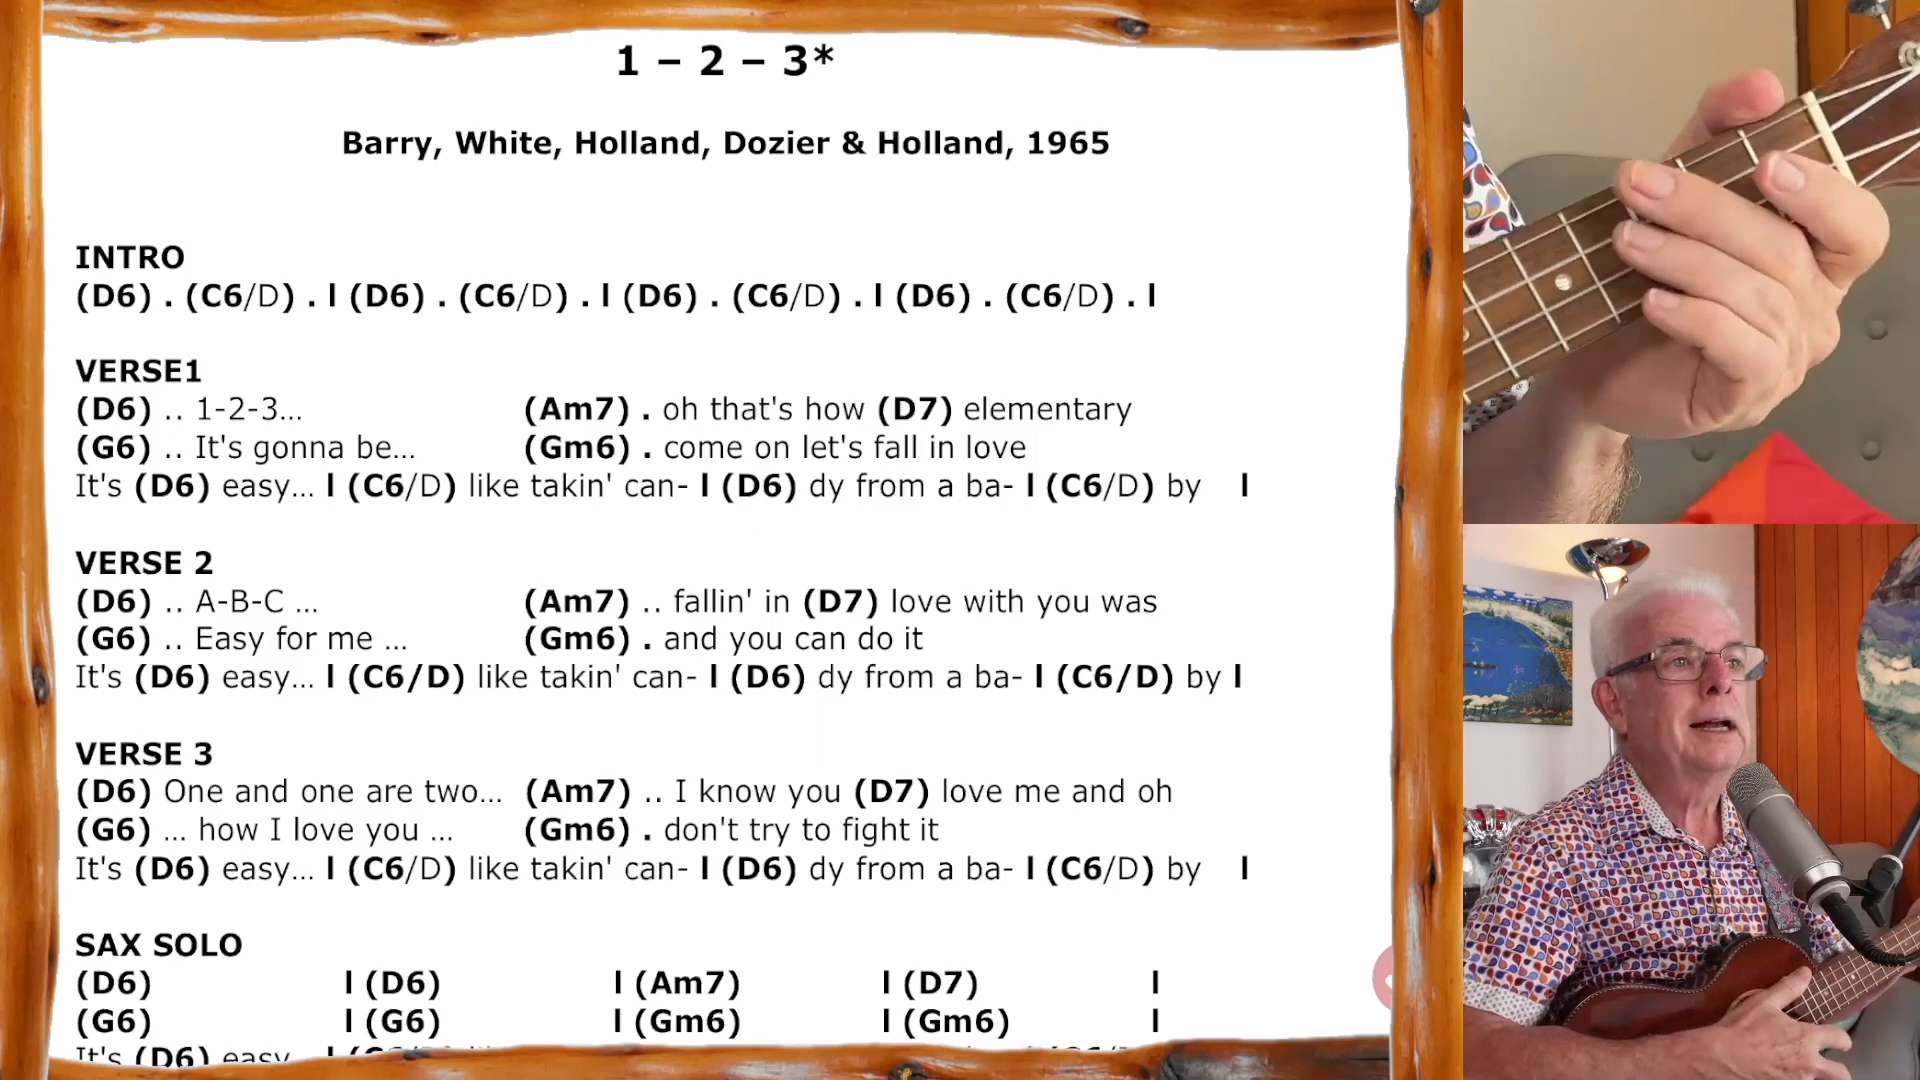 1 – 2 – 3*
Barry, White, Holland, Dozier & Holland, 1965
INTRO
(D6) . (C6/D) . l (D6) . (C6/D) . l (D6) . (C6/D) . l (D6) . (C6/D) . l
VERSE1
(D6) .. 1-2-3... (Am7) . oh that's how (D7) elementary
(G6) .. It's gonna be... (Gm6) . come on let's fall in love
It's (D6) easy... l (C6/D) like takin' can- l (D6) dy from a ba- l (C6/D) by l
VERSE 2
(D6) .. A-B-C ... (Am7) .. fallin' in (D7) love with you was
(G6) .. Easy for me ... (Gm6) . and you can do it
It's (D6) easy... l (C6/D) like takin' can- l (D6) dy from a ba- l (C6/D) by l
VERSE 3
(D6) One and one are two... (Am7) .. I know you (D7) love me and oh
(G6) ... how I love you ... (Gm6) . don't try to fight it
It's (D6) easy... l (C6/D) like takin' can- l (D6) dy from a ba- l (C6/D) by l
SAX SOLO
(D6) l (D6) l (Am7) l (D7) l
(G6) l (G6) l (Gm6) l (Gm6) l
It's (D6) easy